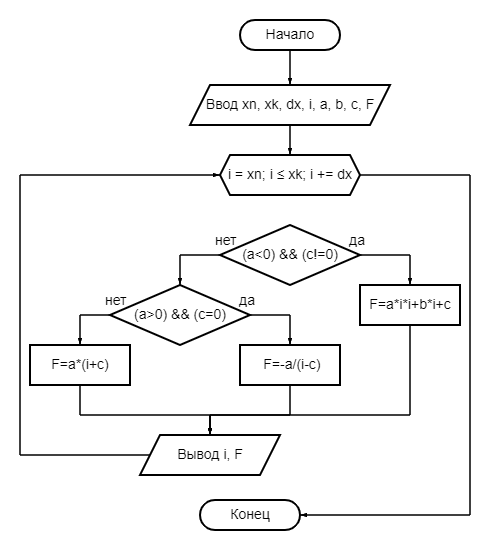 Начало
Ввод xn, xk, dx, i, a, b, c, F
i = xn; i ≤ xk; i += dx
нет
(a<0) && (c!=0)
да
F=a*i*i+b*i+c
нет
(a>0) && (c=0)
да
F=a*(i+c)
F=-a/(i-c)
Вывод i, F
Конец